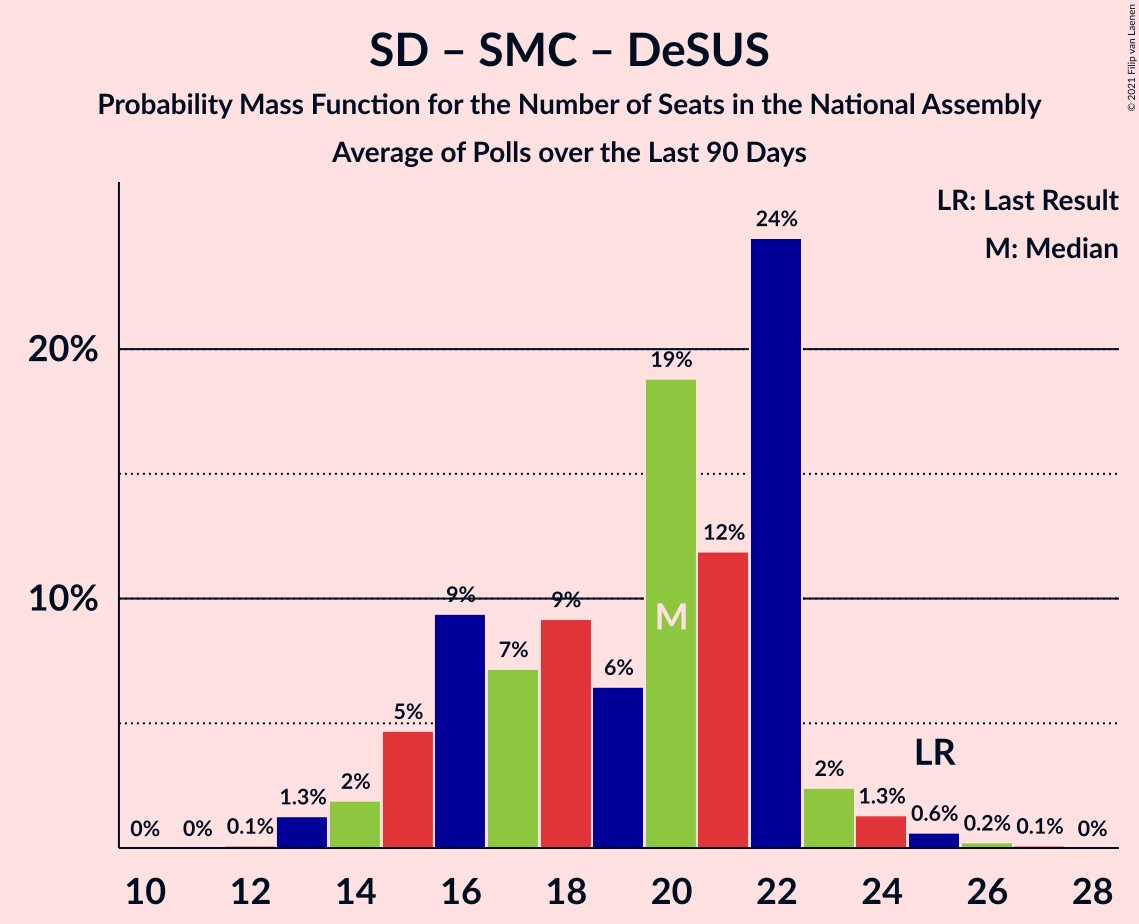 SD – SMC – DeSUS
Probability Mass Function for the Number of Seats in the National Assembly
Average of Polls over the Last 90 Days
© 2021 Filip van Laenen
LR: Last Result
M: Median
20%
10%
0%
0%
0.1%
1.3%
2%
5%
9%
7%
9%
6%
19%
12%
24%
2%
1.3%
0.6%
0.2%
0.1%
0%
M
LR
10 12 14 16 18 20 22 24 26 28